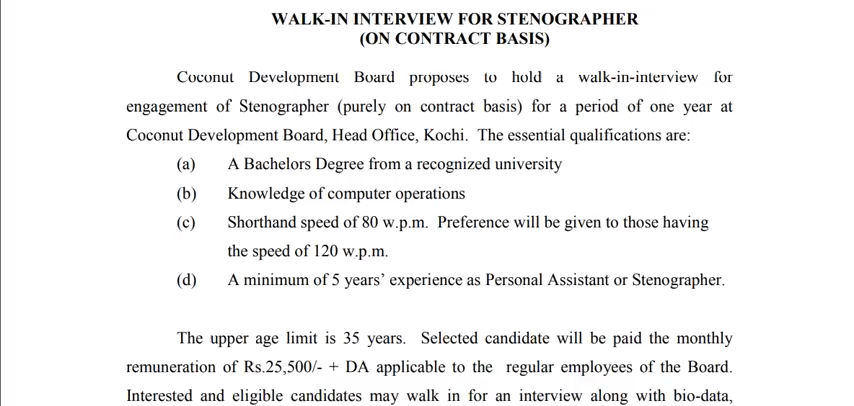 WALK-IN INTERVIEW FOR STENOGRAPHER
(ON CONTRACT BASIS)
Coconut Development Board proposes to hold a walk-in-interview for
engagement of Stenographer (purely on contract basis) for a period of one year at
Coconut Development Board, Head Office, Kochi. The essential qualifications are:
(a) A Bachelors Degree from a recognized university
(b) Knowledge of computer operations
(c) Shorthand speed of 80 w.p.m. Preference will be given to those having
the speed of 120 w.p.m.
(d) A minimum of 5 years’ experience as Personal Assistant or Stenographer.
The upper age limit is 35 years. Selected candidate will be paid the monthly
remuneration of Rs.25,500/- + DA applicable to the regular employees of the Board.
Interested and eligible candidates may walk in for an interview along with bio-data,